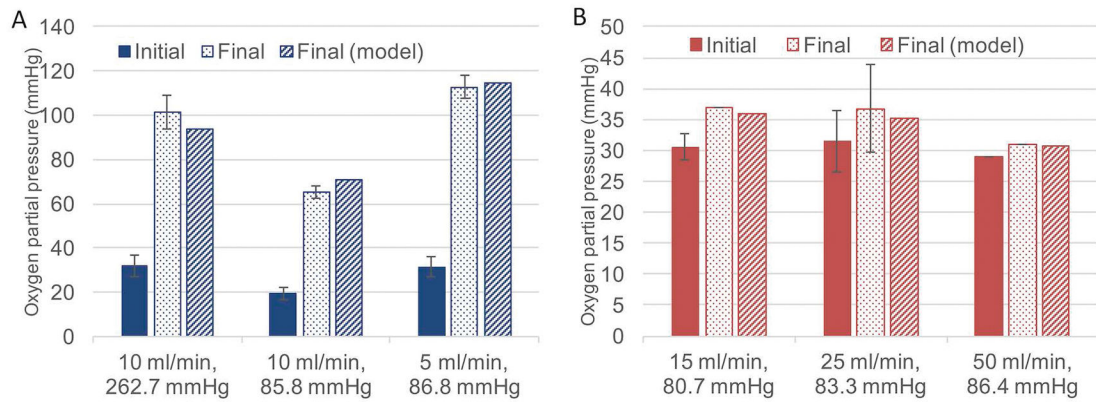 A
Oxygen partial pressure (mmHg)
140
120
100
80
60
40
20
0
Initial Final Final (model)
10 ml/min,
262.7 mmHg
10 ml/min,
85.8 mmHg
5 ml/min,
86.8 mmHg
B
Oxygen partial pressure (mmHg)
50
45
40
35
30
25
20
15
10
5
0
Initial Final Final (model)
15 ml/min,
80.7 mmHg
25 ml/min,
83.3 mmHg
50 ml/min,
86.4 mmHg